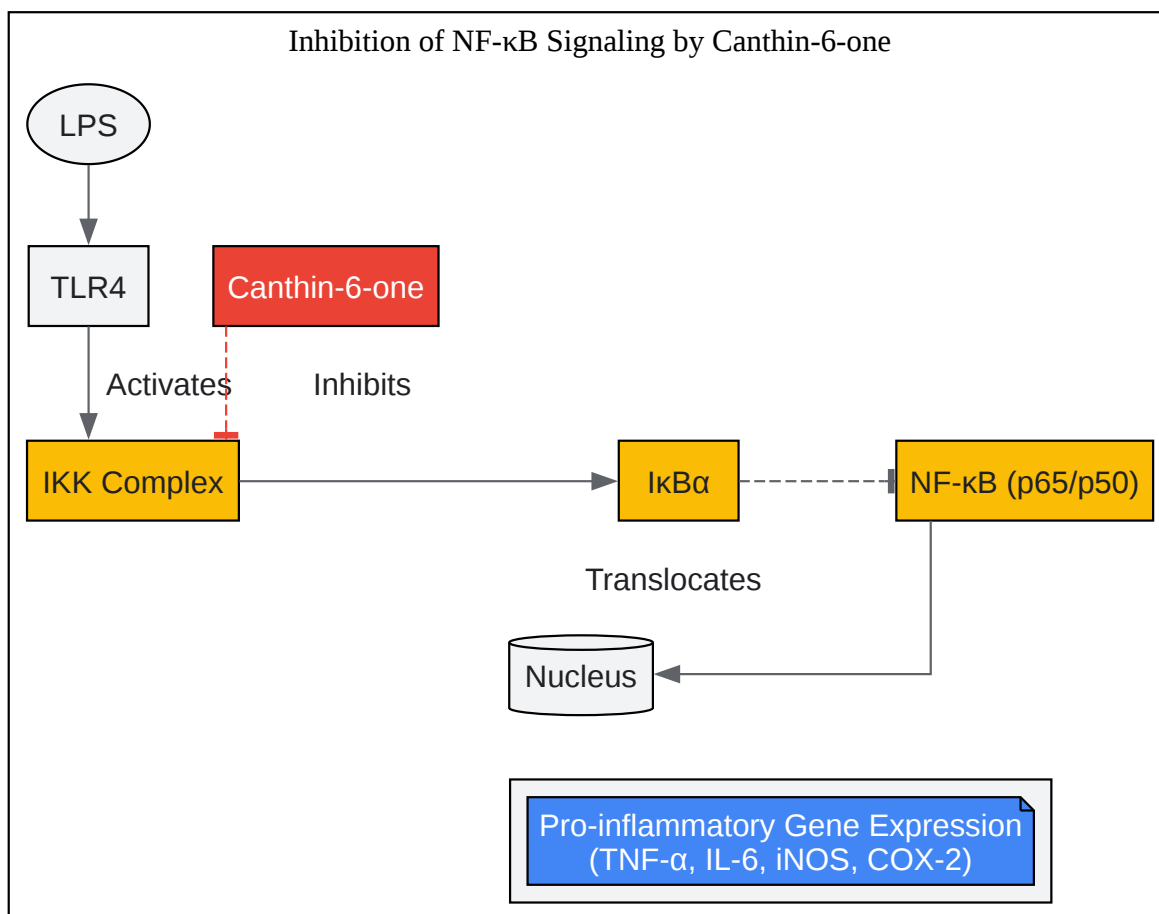 Inhibition of NF-κB Signaling by Canthin-6-one
LPS
TLR4
Canthin-6-one
Activates
Inhibits
IKK Complex
IκBα
NF-κB (p65/p50)
Translocates
Nucleus
Pro-inflammatory Gene Expression
(TNF-α, IL-6, iNOS, COX-2)